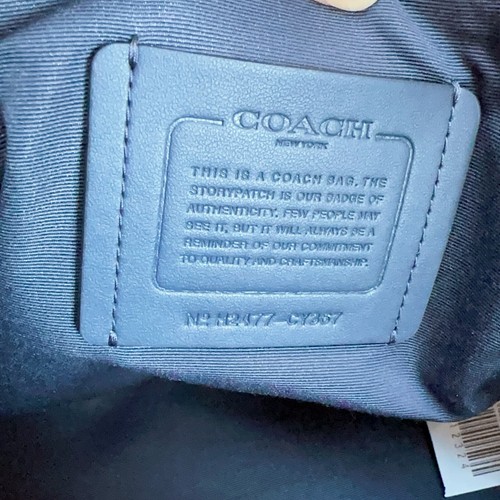 COACH
NEW YORK
THIS IS A COACH BAG. THE
STORYPATCH IS OUR BADGE OF
AUTHENTICITY. FEW PEOPLE MAY
SEE IT, BUT IT WILL ALWAYS BE A
REMINDER OF OUR COMMITMENT
TO QUALITY AND CRAFTSMANSHIP.
Nº H2477-CY367